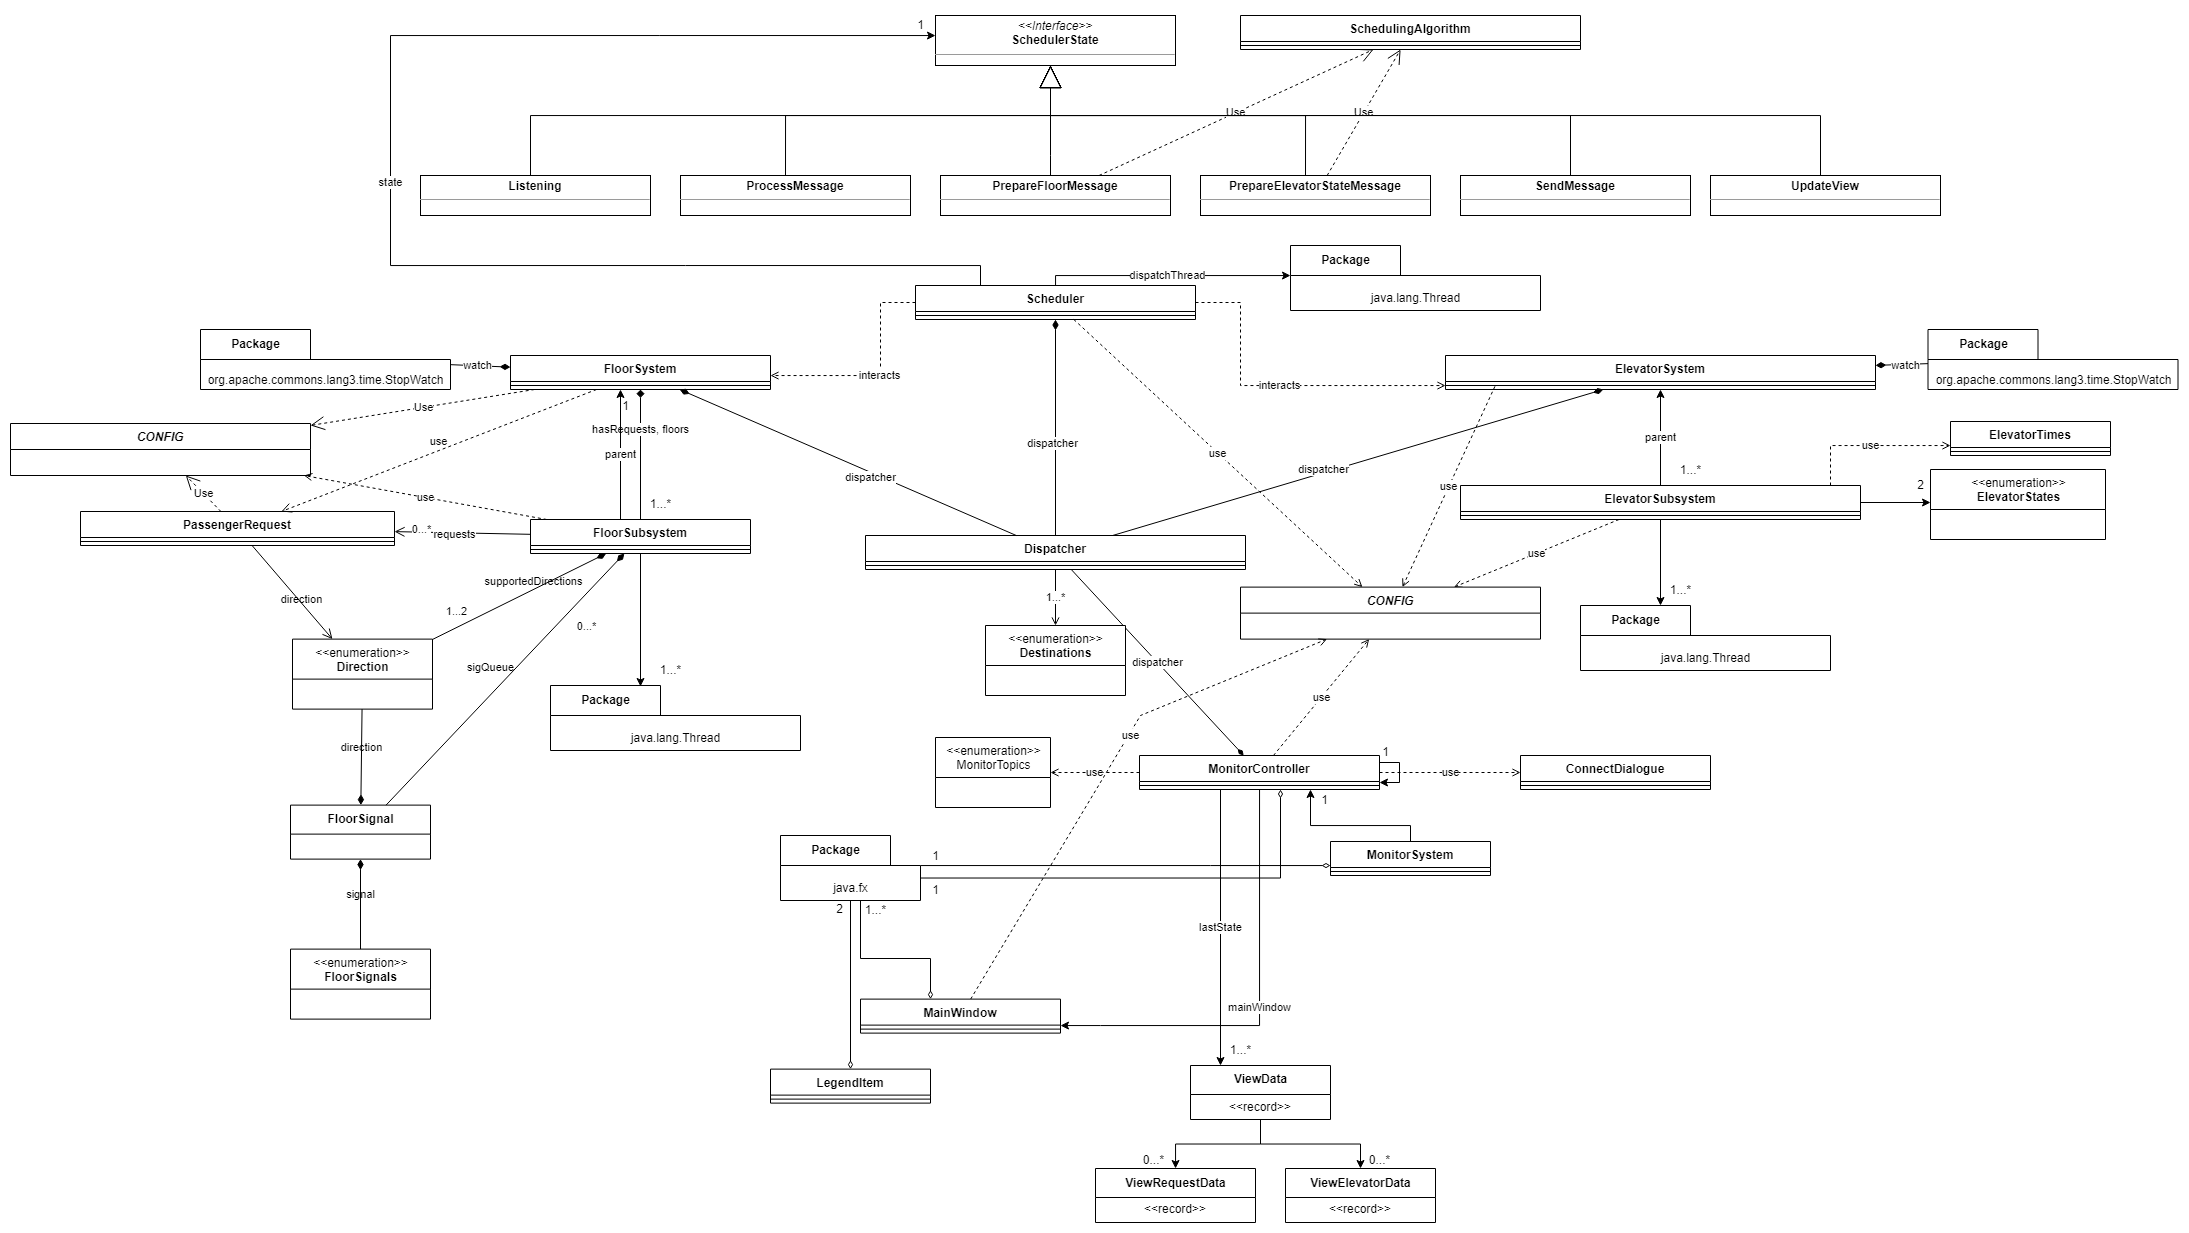 1
<<Interface>>
SchedulerState
SchedulingAlgorithm
Use
Use
state
Listening
ProcessMessage
PrepareFloorMessage
PrepareElevatorStateMessage
SendMessage
UpdateView
Package
java.lang.Thread
dispatchThread
Scheduler
Package
org.apache.commons.lang3.time.StopWatch
watch
FloorSystem
interacts
interacts
ElevatorSystem
watch
Package
org.apache.commons.lang3.time.StopWatch
Use
1
hasRequests, floors
CONFIG
use
parent
dispatcher
dispatcher
dispatcher
use
parent
use
ElevatorTimes
Use
use
1...*
use
1...*
2
<<enumeration>>
ElevatorStates
ElevatorSubsystem
PassengerRequest
0...*
requests
FloorSubsystem
Dispatcher
use
supportedDirections
direction
1...2
1...*
CONFIG
1...*
Package
java.lang.Thread
0...*
<<enumeration>>
Direction
<<enumeration>>
Destinations
dispatcher
sigQueue
1...*
Package
java.lang.Thread
use
direction
use
<<enumeration>>
MonitorTopics
use
MonitorController
1
use
ConnectDialogue
1
FloorSignal
Package
java.fx
1
1
MonitorSystem
signal
2
1...*
lastState
<<enumeration>>
FloorSignals
mainWindow
MainWindow
1...*
LegendItem
ViewData
<<record>>
0...*
0...*
ViewRequestData
<<record>>
ViewElevatorData
<<record>>